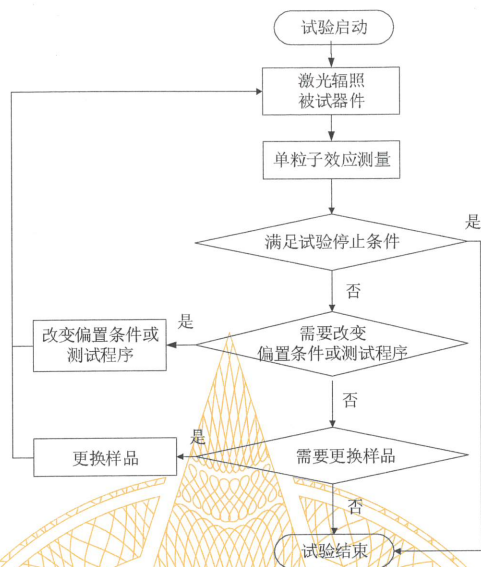 试验启动
激光辐照
被试器件
单粒子效应测量
满足试验停止条件
是
否
需要改变
偏置条件或测试程序
是
改变偏置条件或
测试程序
否
需要更换样品
是
更换样品
否
试验结束